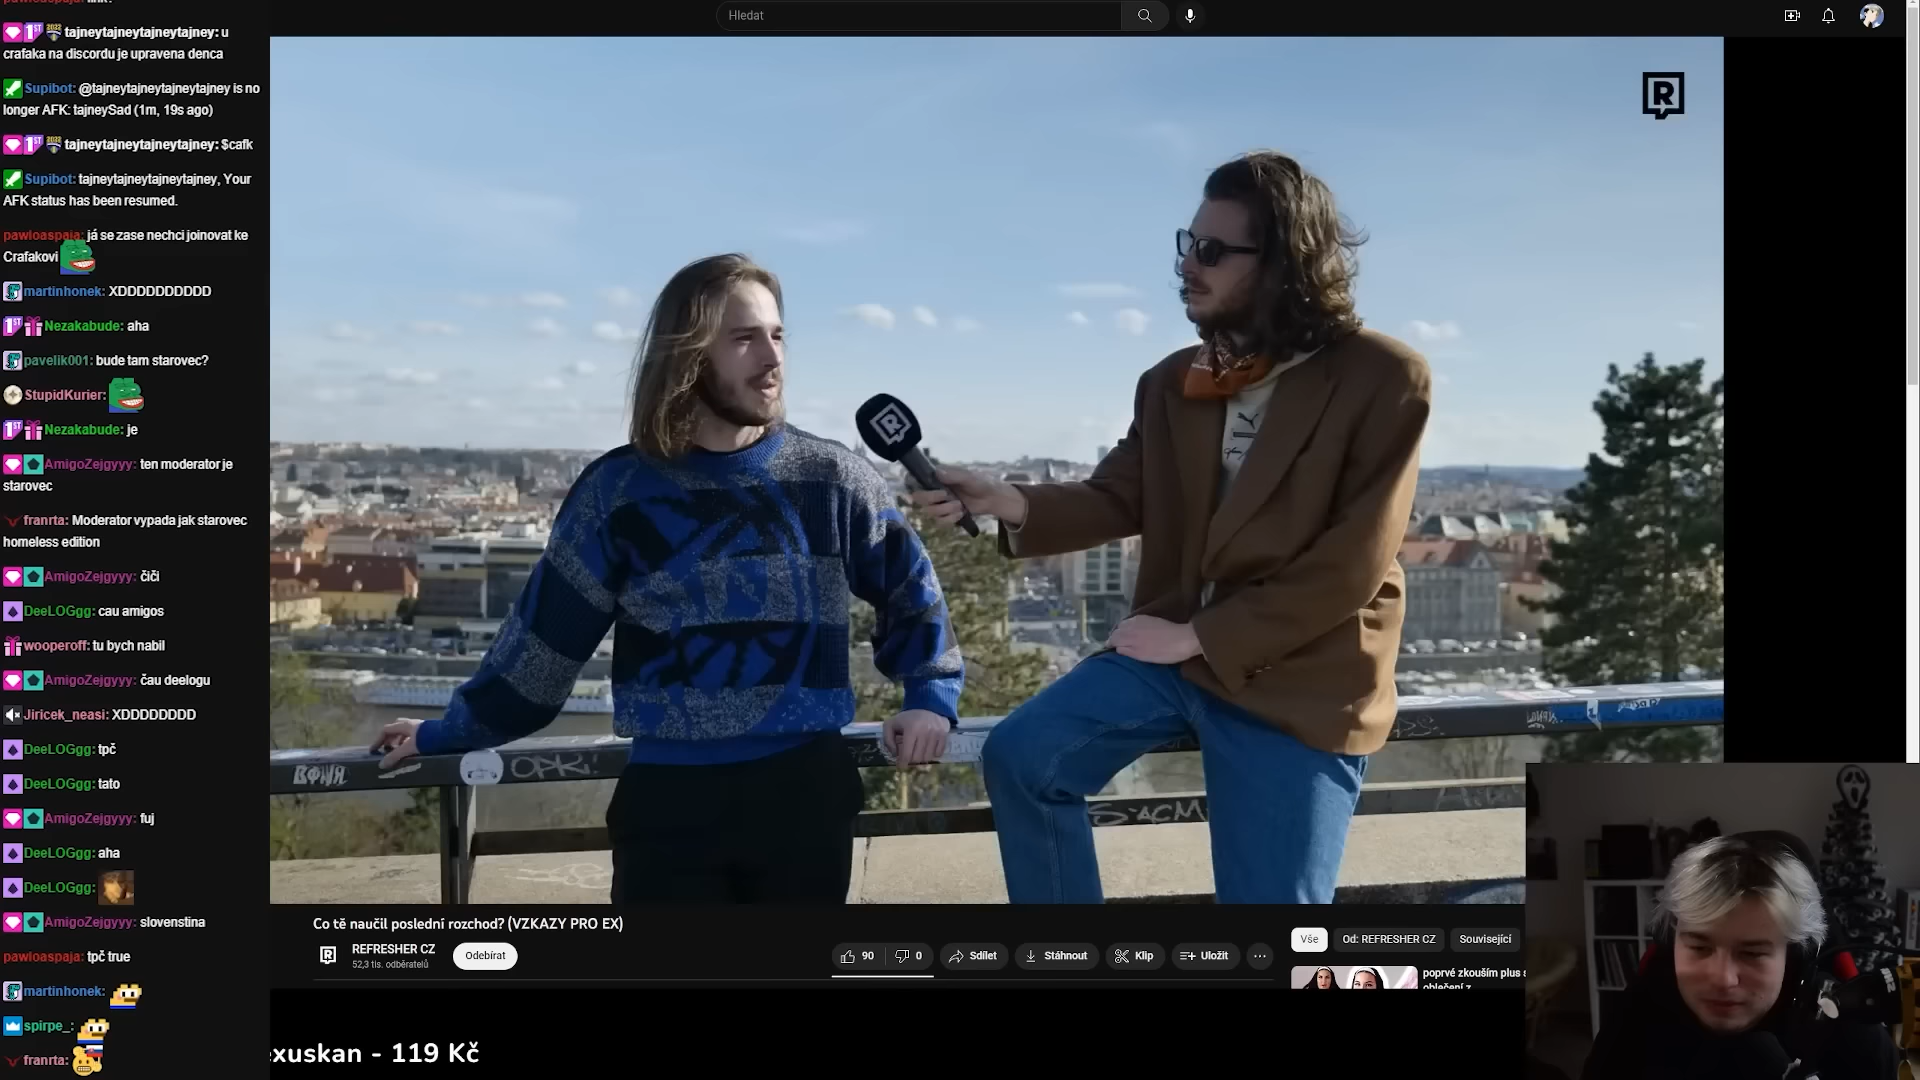 tajneytajneytajneytajney: u
crafaka na discordu je upravena denca
Supibot: @tajneytajneytajneytajney is no
longer AFK: tajneySad (1m, 19s ago)
tajneytajneytajneytajney: $cafk
Supibot: tajneytajneytajneytajney, Your
AFK status has been resumed.
pawloaspaja: já se zase nechci joinovat ke
Crafakovi
martinhonek: XDDDDDDDDDD
Nezakabude: aha
pavelik001: bude tam starovec?
StupidKurier:
Nezakabude: je
AmigoZejgyyy: ten moderator je
starovec
franrta: Moderator vypada jak starovec
homeless edition
AmigoZejgyyy: čiči
DeeLOGgg: cau amigos
wooperoff: tu bych nabil
AmigoZejgyyy: čau deelogu
Jiricek_neasi: XDDDDDDDD
DeeLOGgg: tpč
DeeLOGgg: tato
AmigoZejgyyy: fuj
DeeLOGgg: aha
DeeLOGgg:
AmigoZejgyyy: slovenstina
pawloaspaja: tpč true
martinhonek:
spirpe_:
franrta:
Hledat
R
R
OPK!
Co tě naučil poslední rozchod? (VZKAZY PRO EX)
REFRESHER CZ
52,3 tis. odběratelů
Odebírat
90
0
Sdílet
Stáhnout
Klip
Uložit
Vše
Od: REFRESHER CZ
Související
poprvé zkouším plus s
oblečení z
exuskan - 119 Kč